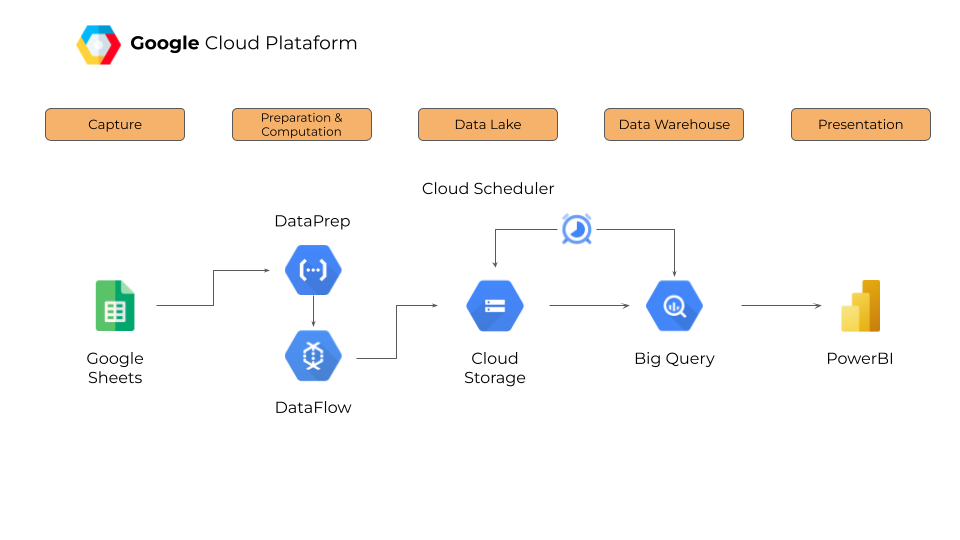 Google Cloud Plataform
Capture
Preparation &
Computation
Data Lake
Data Warehouse
Presentation
Cloud Scheduler
DataPrep
Google
Sheets
DataFlow
Cloud
Storage
Big Query
PowerBI